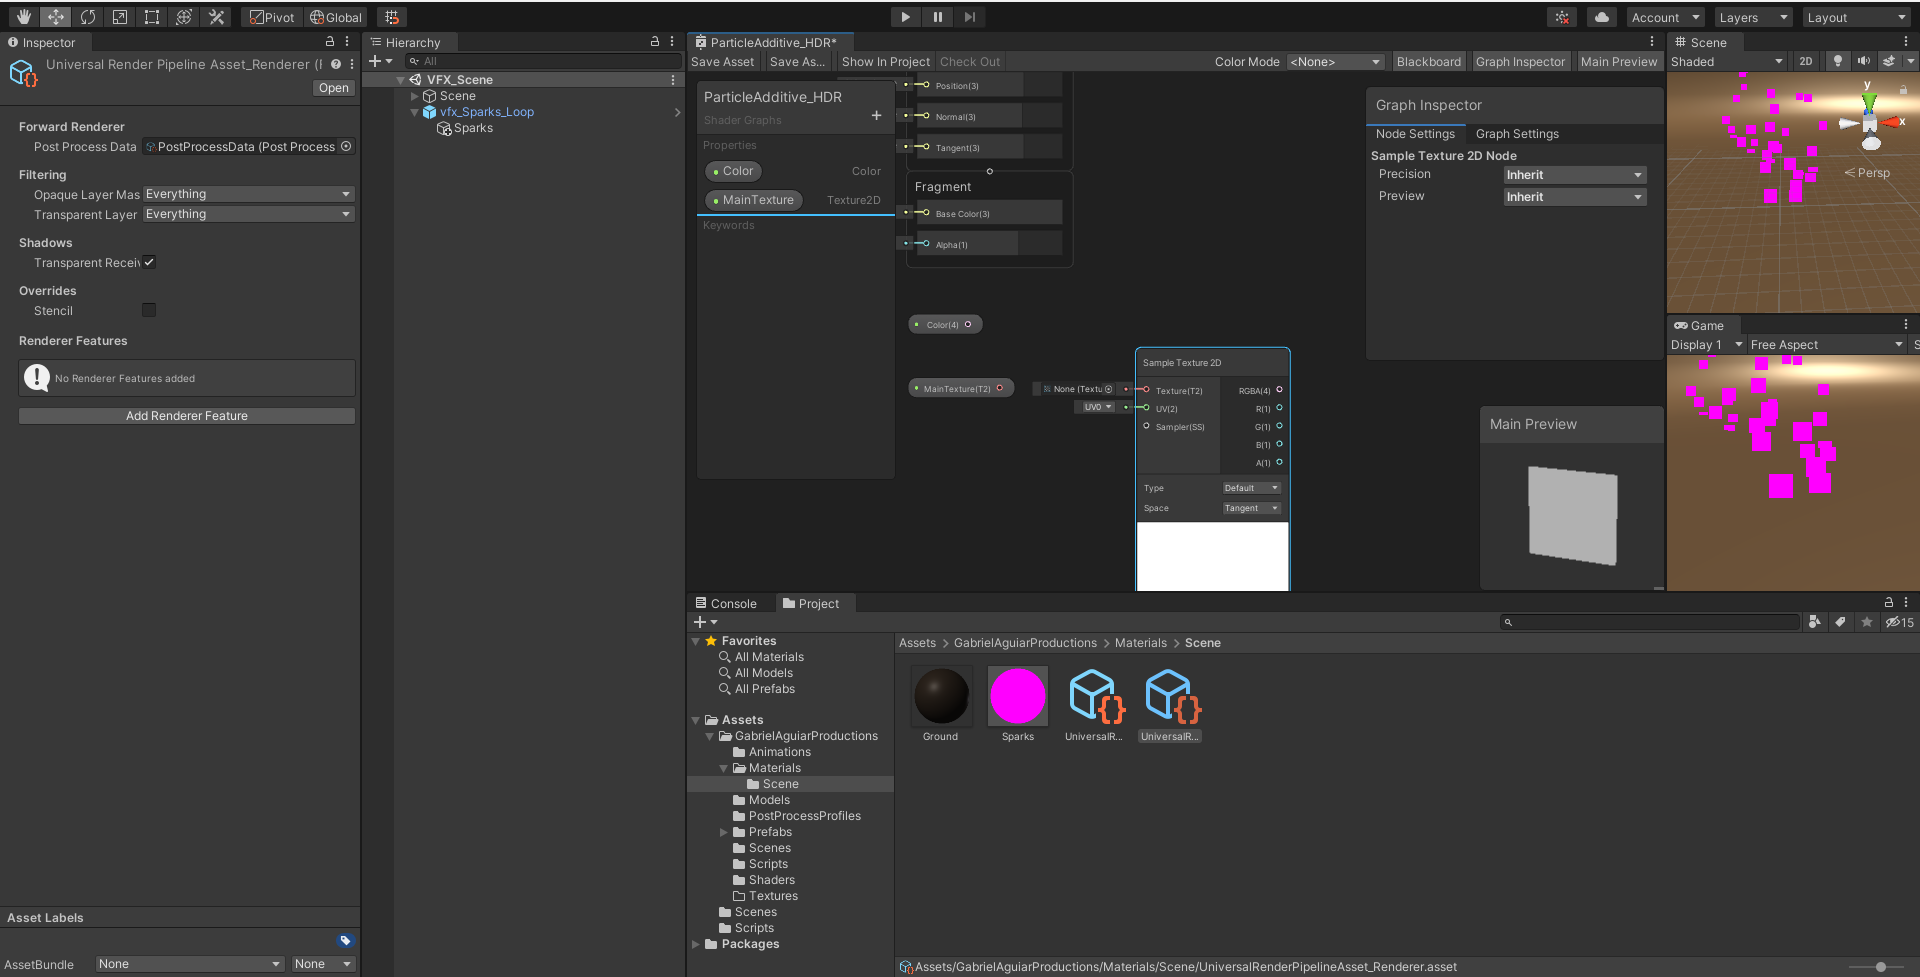 Pivot
Global
Account
Layers
Layout
Inspector
Universal Render Pipeline Asset_Renderer (
Open
Forward Renderer
Post Process Data
PostProcessData (Post Process
Filtering
Opaque Layer Mas
Everything
Transparent Layer
Everything
Shadows
Transparent Recei
Overrides
Stencil
Renderer Features
No Renderer Features added
Add Renderer Feature
Asset Labels
AssetBundle
None
None
Hierarchy
All
VFX_Scene
Scene
vfx_Sparks_Loop
Sparks
ParticleAdditive_HDR*
Save Asset
Save As...
Show In Project
Check Out
Color Mode
<None>
Blackboard
Graph Inspector
Main Preview
ParticleAdditive_HDR
Shader Graphs
Properties
Color
Color
MainTexture
Texture2D
Keywords
Position(3)
Normal(3)
Tangent(3)
Fragment
Base Color(3)
Alpha(1)
Color(4)
MainTexture(T2)
None (Textu
UV0
Sample Texture 2D
Texture(T2)
RGBA(4)
UV(2)
R(1)
Sampler(SS)
G(1)
B(1)
A(1)
Type
Default
Space
Tangent
Graph Inspector
Node Settings
Graph Settings
Sample Texture 2D Node
Precision
Inherit
Preview
Inherit
Main Preview
Scene
Shaded
2D
y
x
Persp
Game
Display 1
Free Aspect
S
Console
Project
15
Favorites
All Materials
All Models
All Prefabs
Assets
GabrielAguiarProductions
Animations
Materials
Scene
Models
PostProcessProfiles
Prefabs
Scenes
Scripts
Shaders
Textures
Scenes
Scripts
Packages
Assets > GabrielAguiarProductions > Materials > Scene
Ground
Sparks
UniversalR...
UniversalR...
Assets/GabrielAguiarProductions/Materials/Scene/UniversalRenderPipelineAsset_Renderer.asset